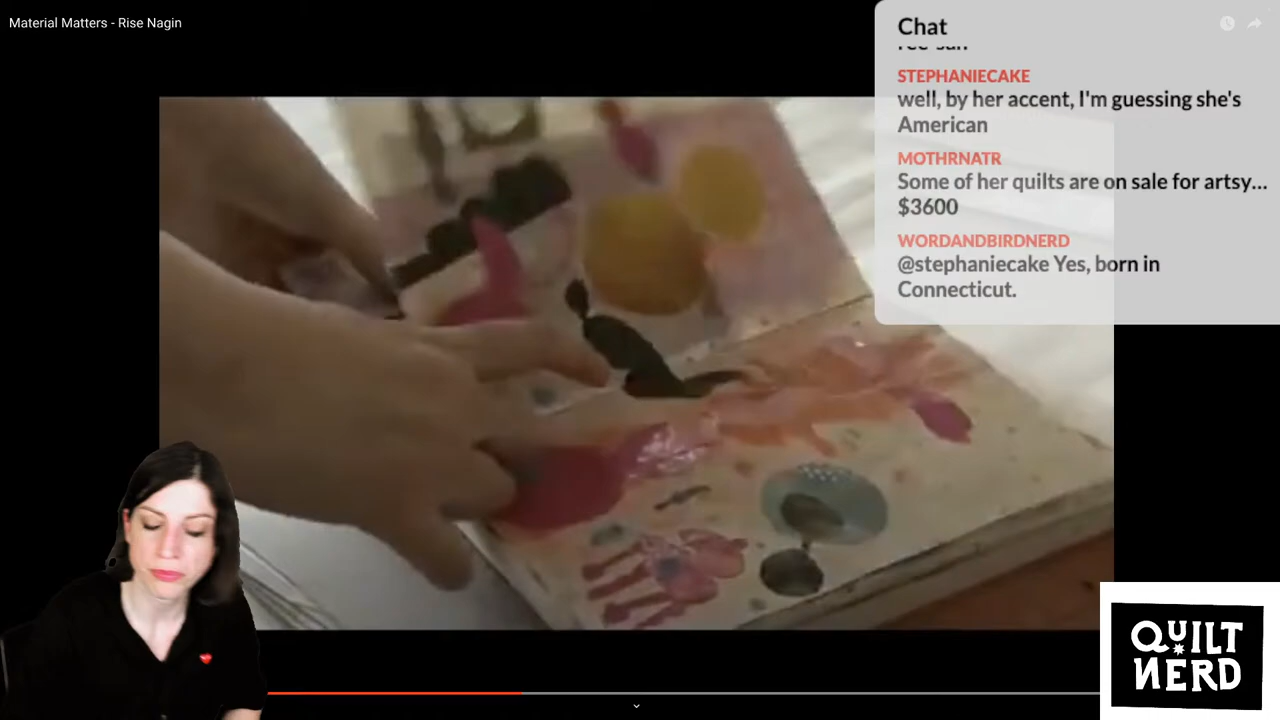 Material Matters - Rise Nagin
Chat
STEPHANIECAKE
well, by her accent, I'm guessing she's
American
MOTHRNATR
Some of her quilts are on sale for artsy...
$3600
WORDANDBIRDNERD
@stephaniecake Yes, born in
Connecticut.
QUILT
NERD